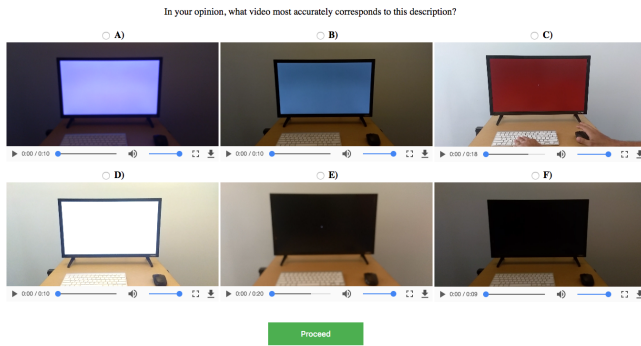 In your opinion, what video most accurately corresponds to this description?
A)
B)
C)
0:00 / 0:10
0:00 / 0:10
0:00 / 0:18
D)
E)
F)
0:00 / 0:10
0:00 / 0:20
0:00 / 0:09
Proceed